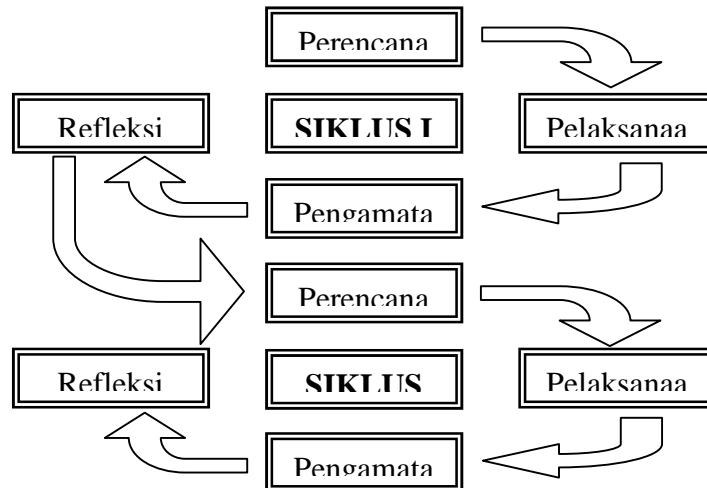 Perencana
Refleksi
SIKLUS I
Pelaksanaa
Pengamata
Perencana
Refleksi
SIKLUS
Pelaksanaa
Pengamata